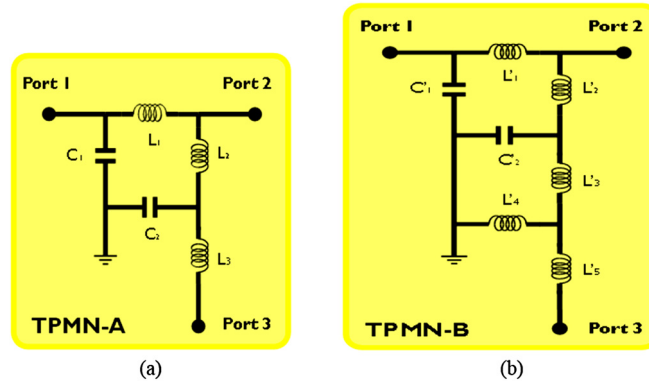 Port 1
Port 2
C₁
L₁
L₂
C₂
L₃
TPMN-A
Port 3
(a)
Port 1
Port 2
C'₁
L'₁
L'₂
C'₂
L'₃
L'₄
L'₅
TPMN-B
Port 3
(b)